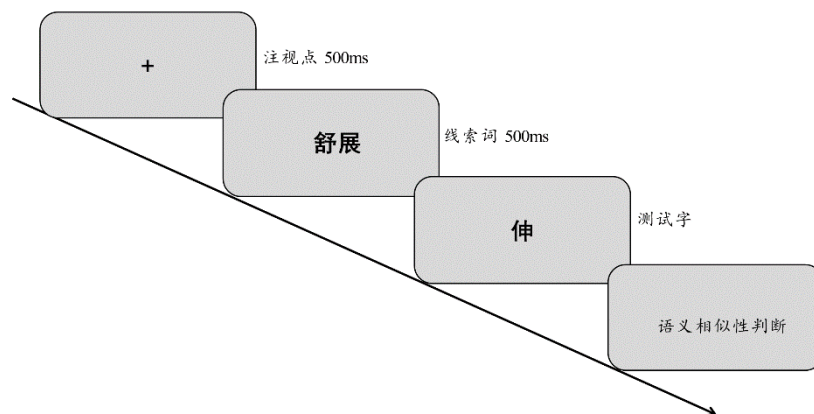 +
注视点 500ms
舒展
线索词 500ms
伸
测试字
语义相似性判断